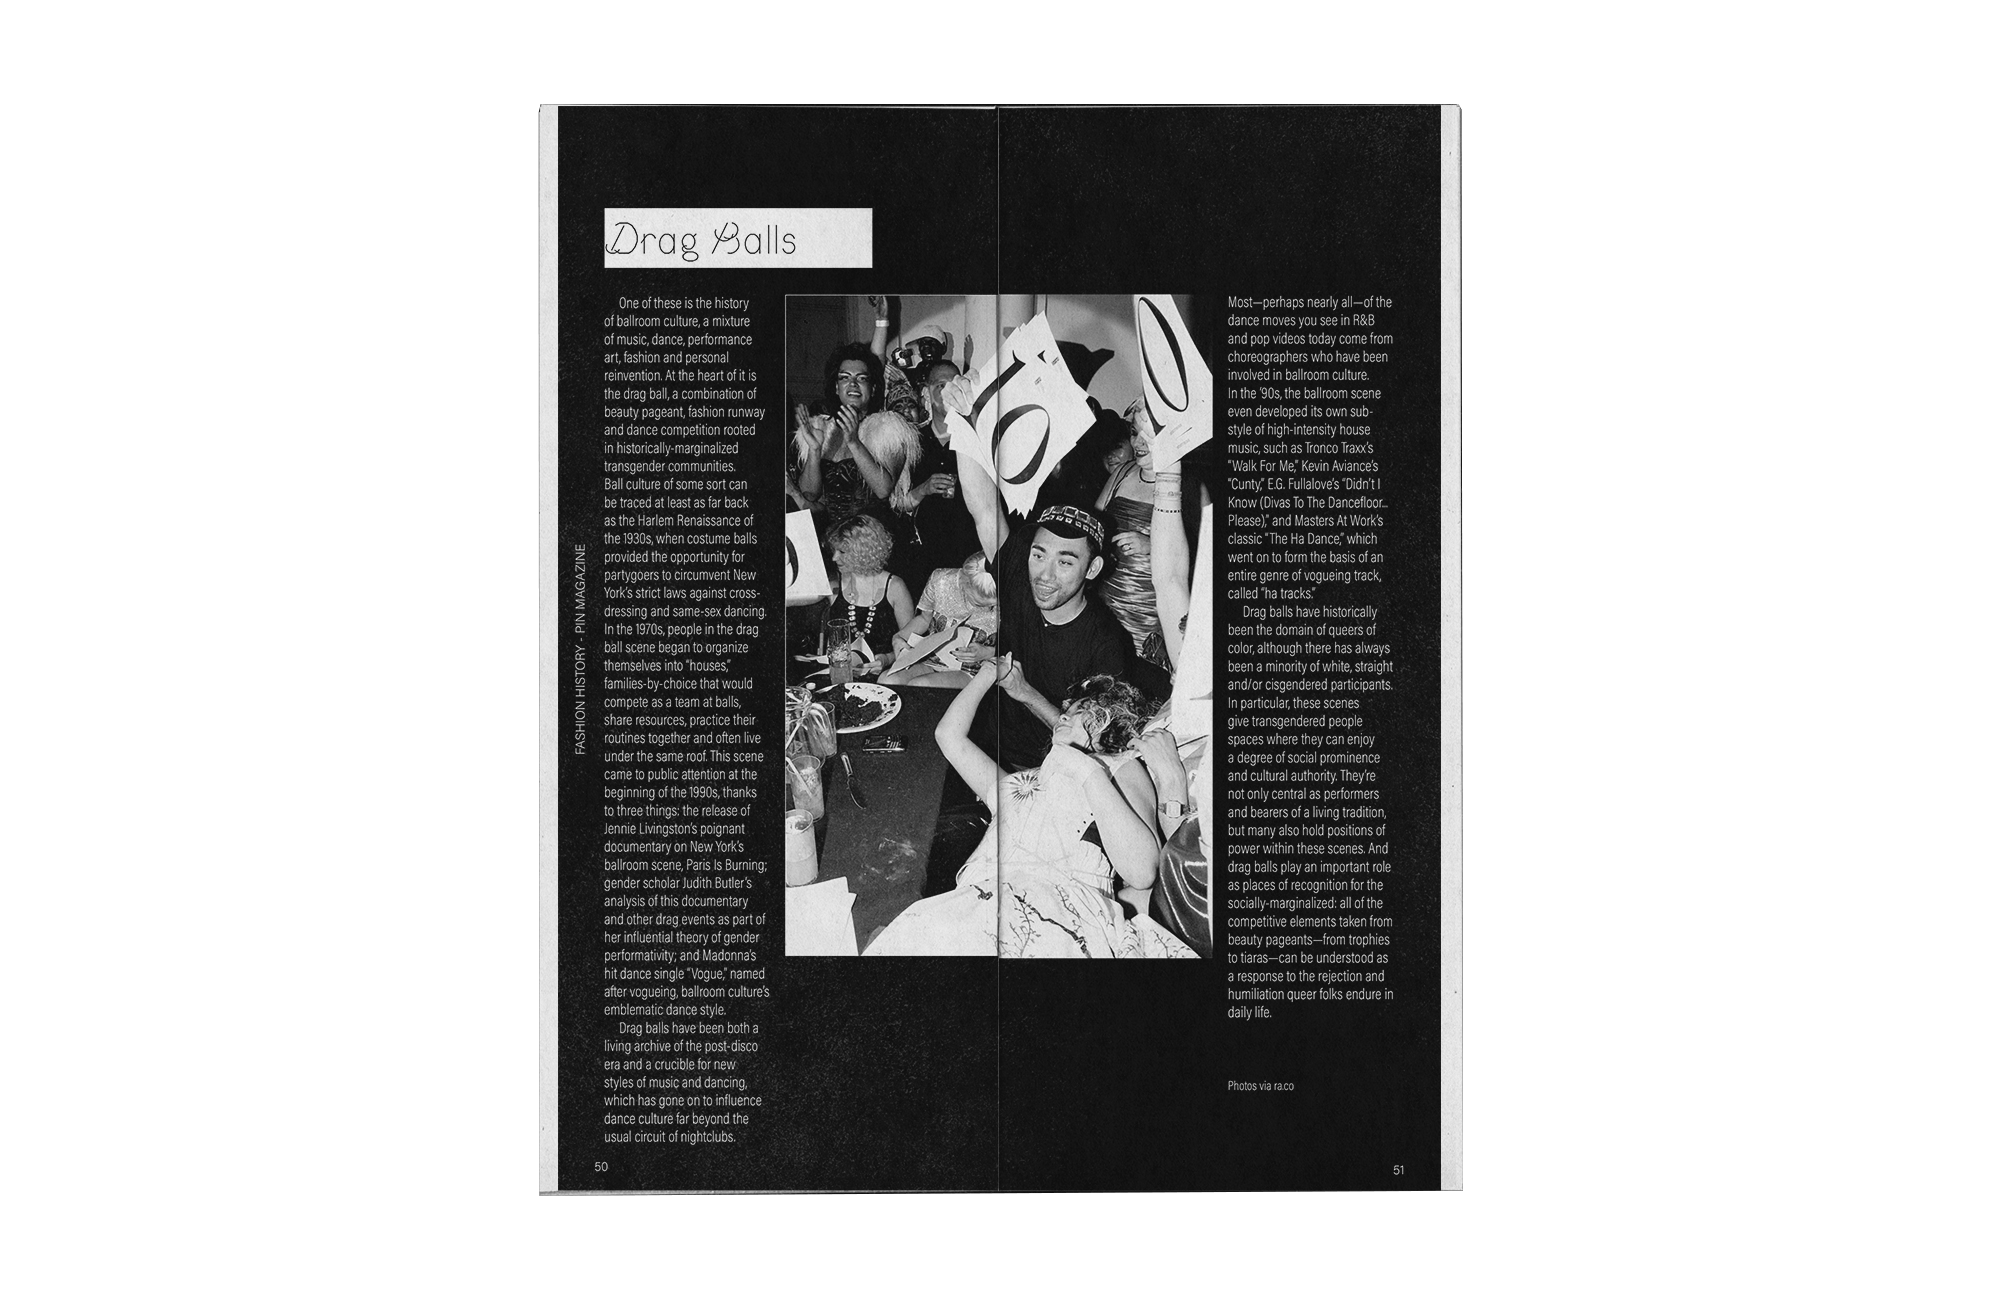 Drag Balls
One of these is the history
of ballroom culture, a mixture
of music, dance, performance
art, fashion and personal
reinvention. At the heart of it is
the drag ball, a combination of
beauty pageant, fashion runway
and dance competition rooted
in historically-marginalized
transgender communities.
Ball culture of some sort can
be traced at least as far back
as the Harlem Renaissance of
the 1930s, when costume balls
provided the opportunity for
partygoers to circumvent New
York's strict laws against cross-
dressing and same-sex dancing.
In the 1970s, people in the drag
ball scene began to organize
themselves into "houses,"
families-by-choice that would
compete as a team at balls,
share resources, practice their
routines together and often live
under the same roof. This scene
came to public attention at the
beginning of the 1990s, thanks
to three things: the release of
Jennie Livingston's poignant
documentary on New York's
ballroom scene, Paris Is Burning;
gender scholar Judith Butler's
analysis of this documentary
and other drag events as part of
her influential theory of gender
performativity; and Madonna's
hit dance single "Vogue," named
after vogueing, ballroom culture's
emblematic dance style.
Drag balls have been both a
living archive of the post-disco
era and a crucible for new
styles of music and dancing,
which has gone on to influence
dance culture far beyond the
usual circuit of nightclubs.
FASHION HISTORY - PIN MAGAZINE
50
10
Most—perhaps nearly all—of the
dance moves you see in R&B
and pop videos today come from
choreographers who have been
involved in ballroom culture.
In the '90s, the ballroom scene
even developed its own sub-
style of high-intensity house
music, such as Tronco Traxx's
"Walk For Me," Kevin Aviance's
"Cunty," E.G. Fullalove's "Didn't I
Know (Divas To The Dancefloor...
Please)," and Masters At Work's
classic "The Ha Dance," which
went on to form the basis of an
entire genre of vogueing track,
called "ha tracks."
Drag balls have historically
been the domain of queers of
color, although there has always
been a minority of white, straight
and/or cisgendered participants.
In particular, these scenes
give transgendered people
spaces where they can enjoy
a degree of social prominence
and cultural authority. They're
not only central as performers
and bearers of a living tradition,
but many also hold positions of
power within these scenes. And
drag balls play an important role
as places of recognition for the
socially-marginalized: all of the
competitive elements taken from
beauty pageants—from trophies
to tiaras—can be understood as
a response to the rejection and
humiliation queer folks endure in
daily life.
Photos via ra.co
51